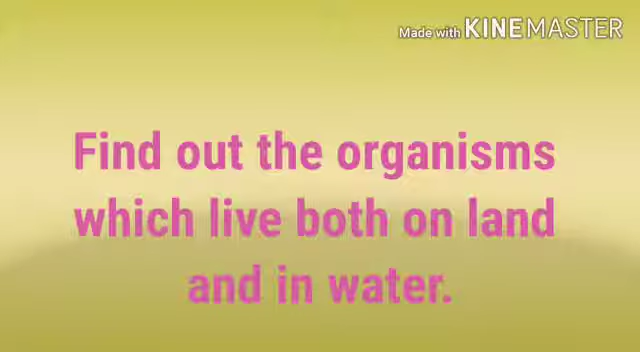 Made with KINEMASTER
Find out the organisms
which live both on land
and in water.